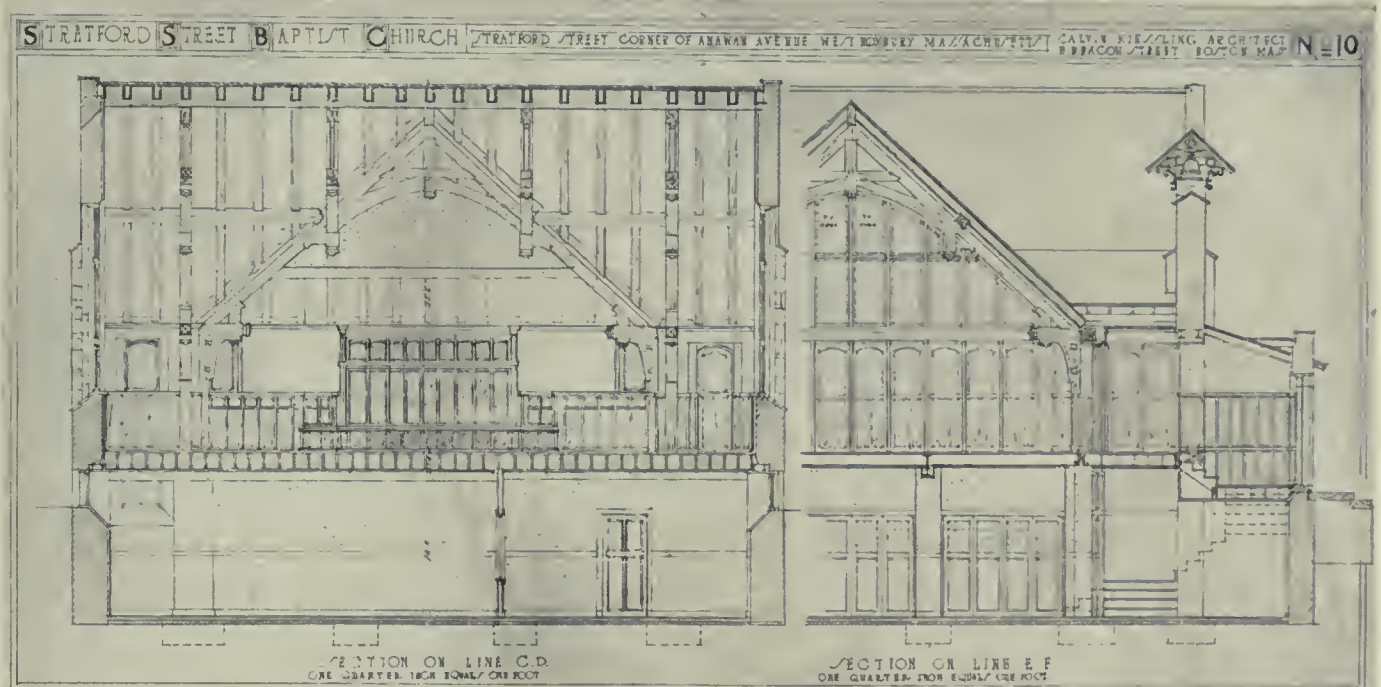 STRATFORD STREET BAPTIST CHURCH
STRATFORD STREET CORNER OF ANAWAN AVENUE WEST ROXBURY MASSACHUSETTS
CALVIN KIESSLING ARCHITECT
BEACON STREET BOSTON MAS
No 10
SECTION ON LINE C.D.
ONE QUARTER INCH EQUALS ONE FOOT
SECTION ON LINE E F
ONE QUARTER INCH EQUALS ONE FOOT